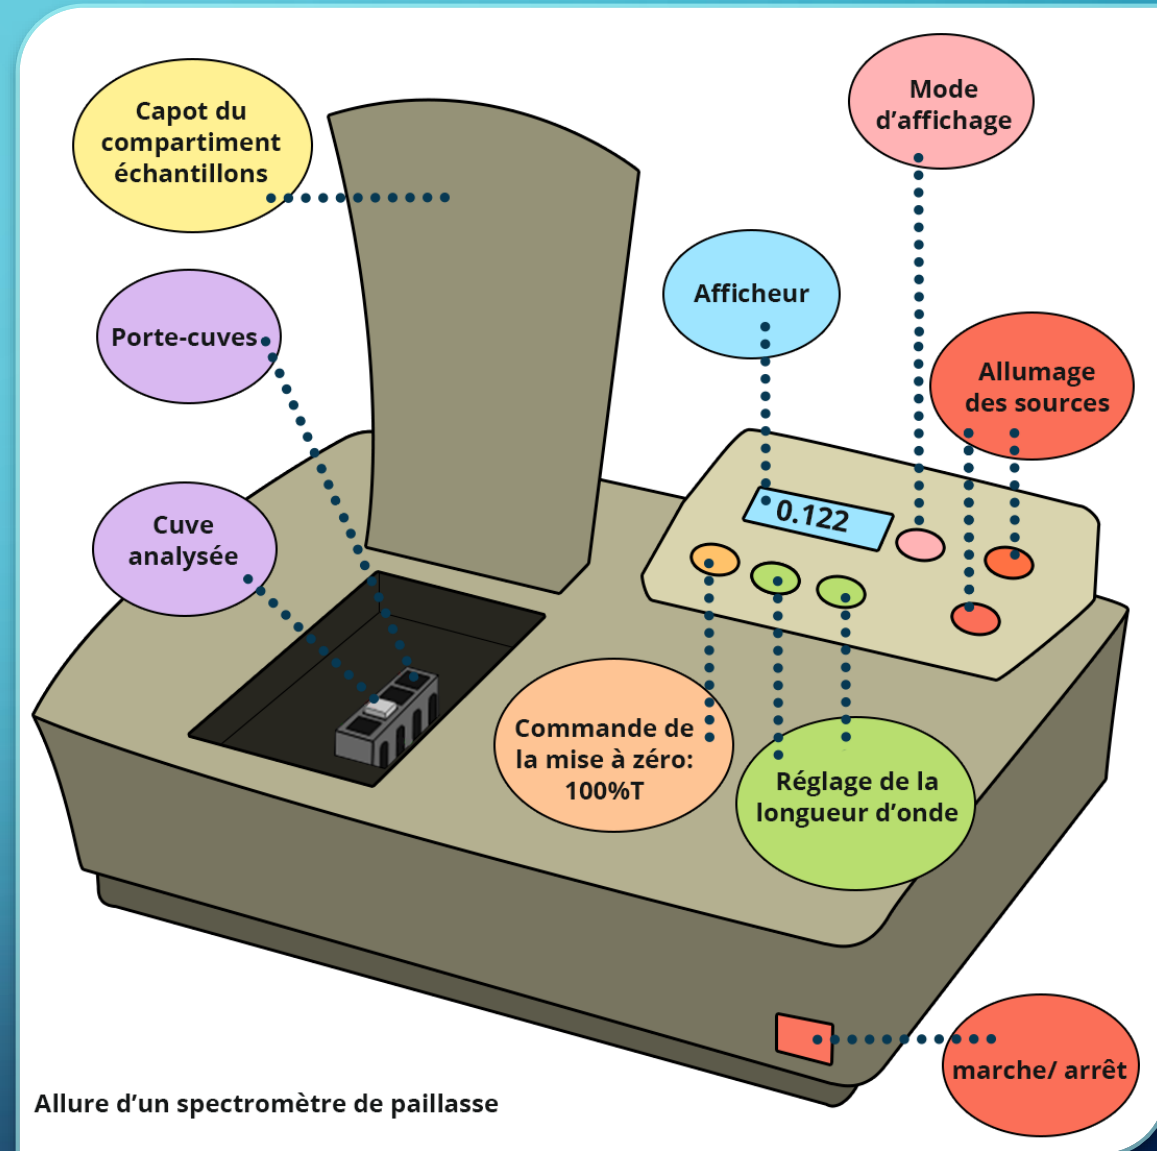 Capot du
compartiment
échantillons
Mode
d’affichage
Afficheur
Porte-cuves
Allumage
des sources
Cuve
analysée
0.122
Commande de
la mise à zéro:
100%T
Réglage de la
longueur d’onde
marche/ arrêt
Allure d’un spectromètre de paillasse